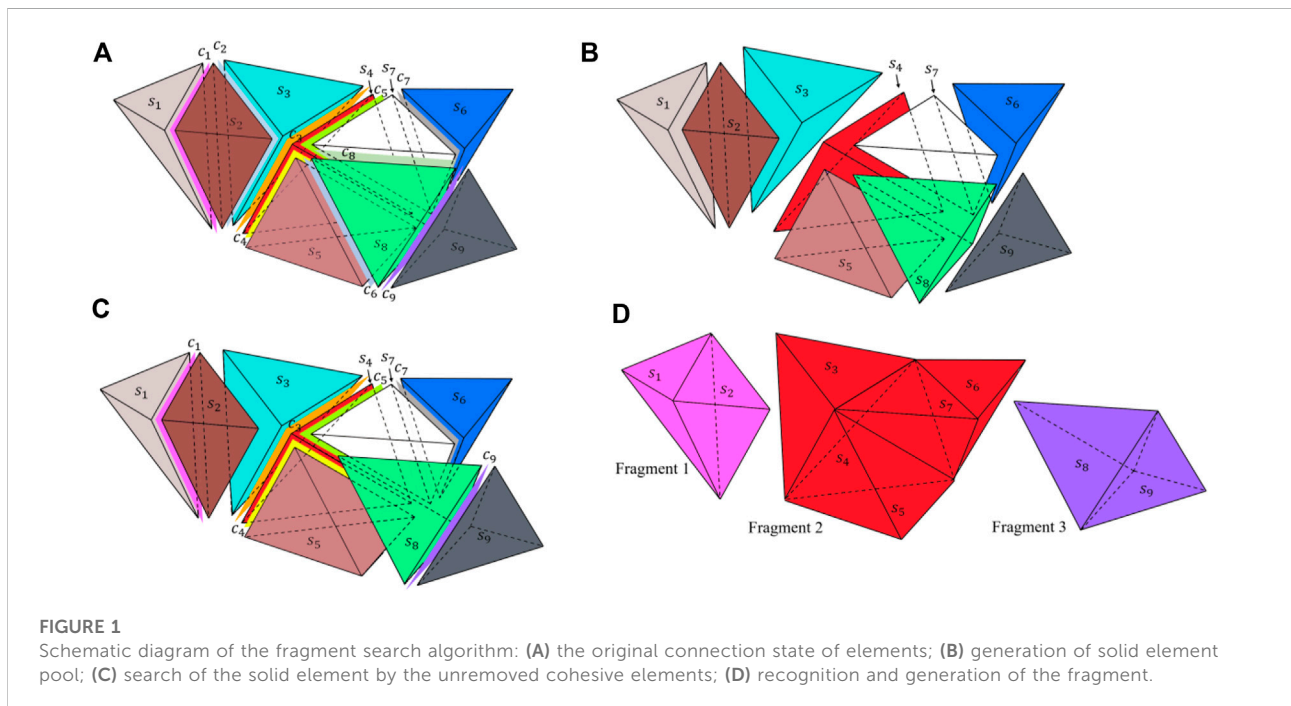 A
c₁ c₂
s₁
s₂
s₃
s₄
s₇
c₅
c₇
s₆
c₃
c₈
c₄
s₅
s₈
s₉
c₆ c₉
B
s₁
s₂
s₃
s₄
s₇
s₆
s₅
s₈
s₉
C
c₁
s₁
s₂
s₃
s₄
s₇
c₅
c₇
s₆
c₃
c₉
c₄
s₅
s₈
s₉
D
s₁
s₂
Fragment 1
s₃
s₆
s₇
s₄
s₅
Fragment 2
s₈
s₉
Fragment 3
FIGURE 1
Schematic diagram of the fragment search algorithm: (A) the original connection state of elements; (B) generation of solid element
pool; (C) search of the solid element by the unremoved cohesive elements; (D) recognition and generation of the fragment.